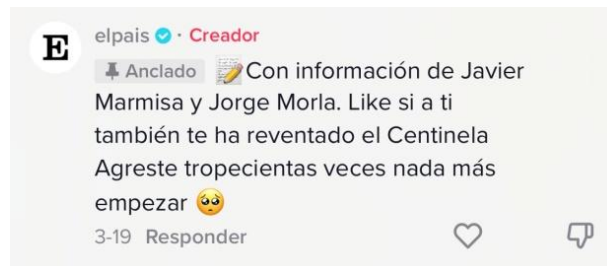 E
elpais · Creador
Anclado 📝Con información de Javier
Marmisa y Jorge Morla. Like si a ti
también te ha reventado el Centinela
Agreste tropecientas veces nada más
empezar 🥺
3-19 Responder